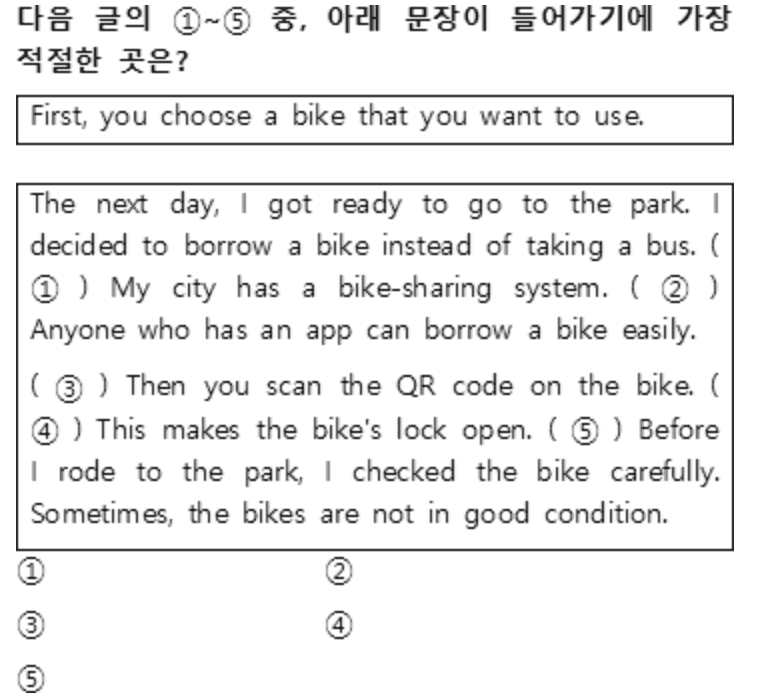 다음 글의 ①~⑤ 중, 아래 문장이 들어가기에 가장
적절한 곳은?
First, you choose a bike that you want to use.
The next day, I got ready to go to the park. I
decided to borrow a bike instead of taking a bus. (
① ) My city has a bike-sharing system. ( ② )
Anyone who has an app can borrow a bike easily.
( ③ ) Then you scan the QR code on the bike. (
④ ) This makes the bike's lock open. ( ⑤ ) Before
I rode to the park, I checked the bike carefully.
Sometimes, the bikes are not in good condition.
① ②
③ ④
⑤